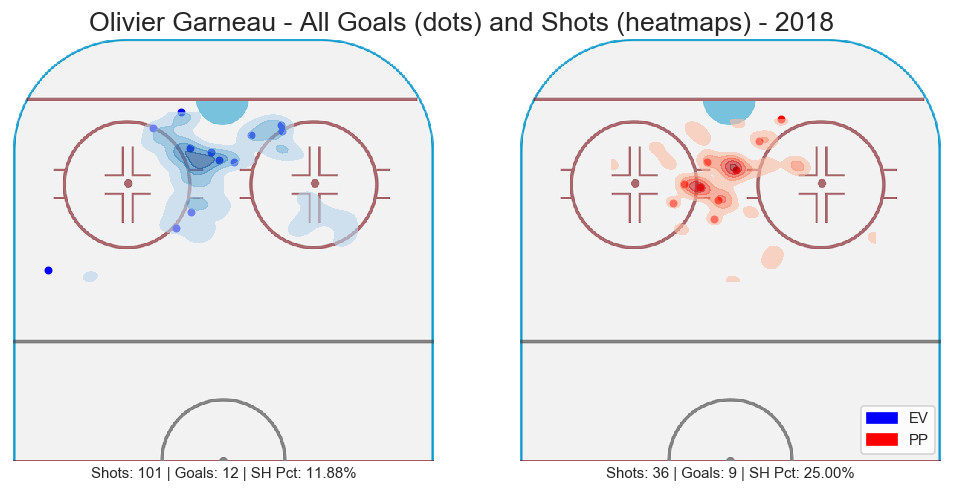 Olivier Garneau - All Goals (dots) and Shots (heatmaps) - 2018
EV
PP
Shots: 101 | Goals: 12 | SH Pct: 11.88%
Shots: 36 | Goals: 9 | SH Pct: 25.00%